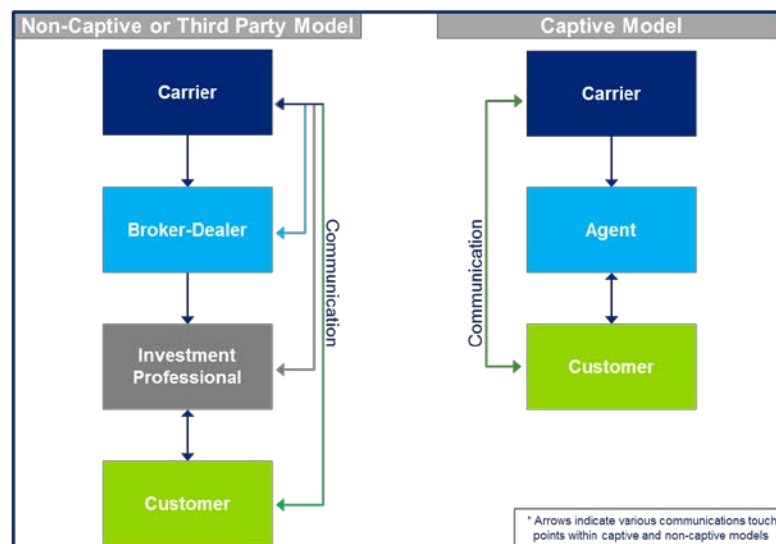 Non-Captive or Third Party Model
Carrier
Broker-Dealer
Investment
Professional
Customer
Communication
Captive Model
Carrier
Agent
Customer
Communication
* Arrows indicate various communications touch
points within captive and non-captive models